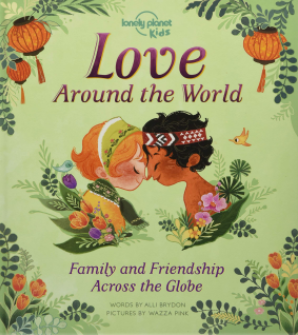 lonely planet
Kids
Love
Around the World
Family and Friendship
Across the Globe
WORDS BY ALLI BRYDON
PICTURES BY WAZZA PINK